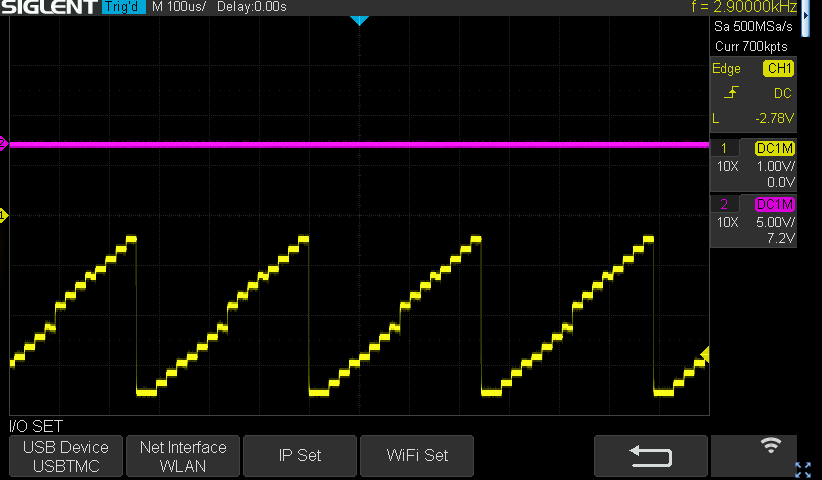 SIGLENT Trig'd M 100us/ Delay:0.00s f = 2.90000kHz
Sa 500MSa/s
Curr 700kpts
Edge CH1
DC
L -2.78V
1 DC1M
10X 1.00V/
0.0V
2 DC1M
10X 5.00V/
7.2V
2
1
I/O SET
USB Device
USBTMC
Net Interface
WLAN
IP Set
WiFi Set